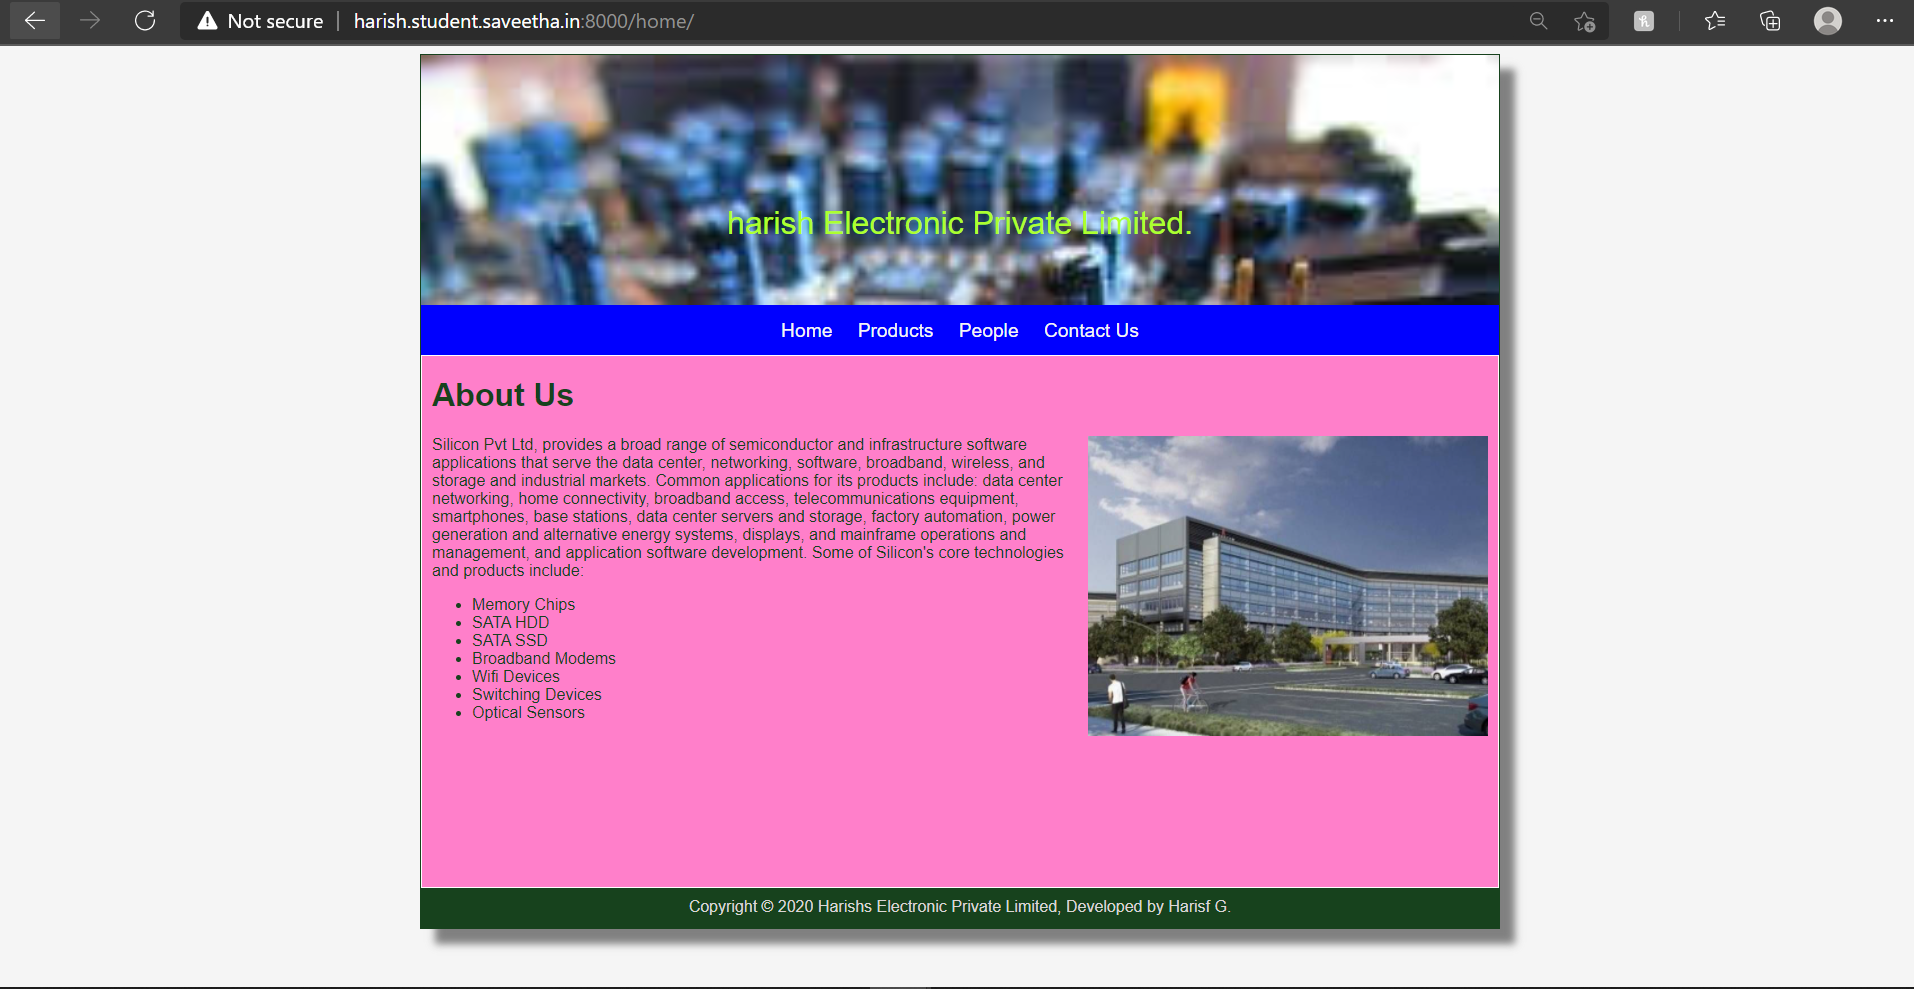 Not secure | harish.student.saveetha.in:8000/home/
harish Electronic Private Limited.
Home Products People Contact Us
About Us
Silicon Pvt Ltd, provides a broad range of semiconductor and infrastructure software
applications that serve the data center, networking, software, broadband, wireless, and
storage and industrial markets. Common applications for its products include: data center
networking, home connectivity, broadband access, telecommunications equipment,
smartphones, base stations, data center servers and storage, factory automation, power
generation and alternative energy systems, displays, and mainframe operations and
management, and application software development. Some of Silicon's core technologies
and products include:
• Memory Chips
• SATA HDD
• SATA SSD
• Broadband Modems
• Wifi Devices
• Switching Devices
• Optical Sensors
Copyright © 2020 Harishs Electronic Private Limited, Developed by Harisf G.